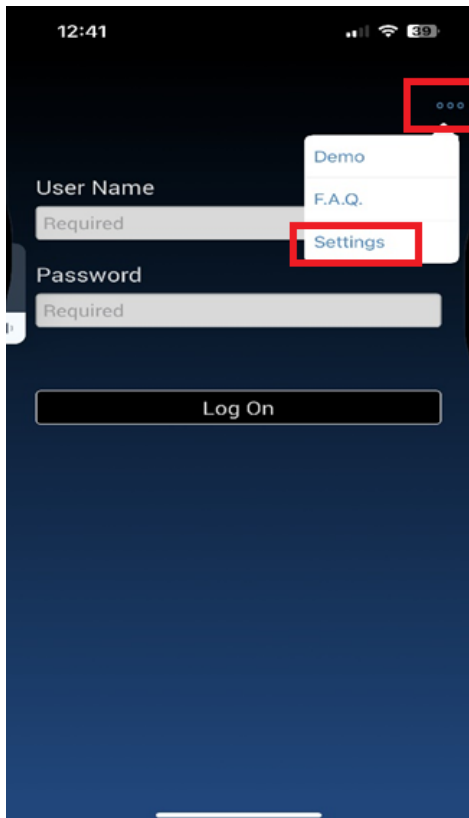 12:41
39
Demo
User Name
F.A.Q.
Required
Settings
Password
Required
Log On